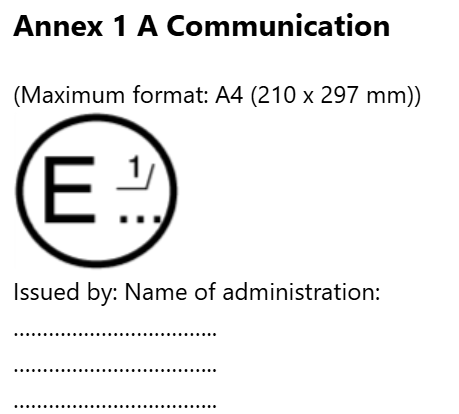 Annex 1 A Communication
(Maximum format: A4 (210 x 297 mm))
E 1/
...
Issued by: Name of administration:
.....................................
.....................................
.....................................